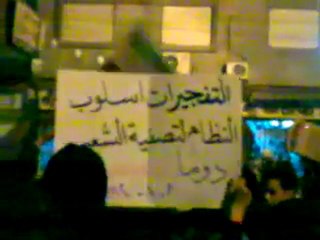 التفجيرات اسلوب
النظام لتصفية الشعب
دوما